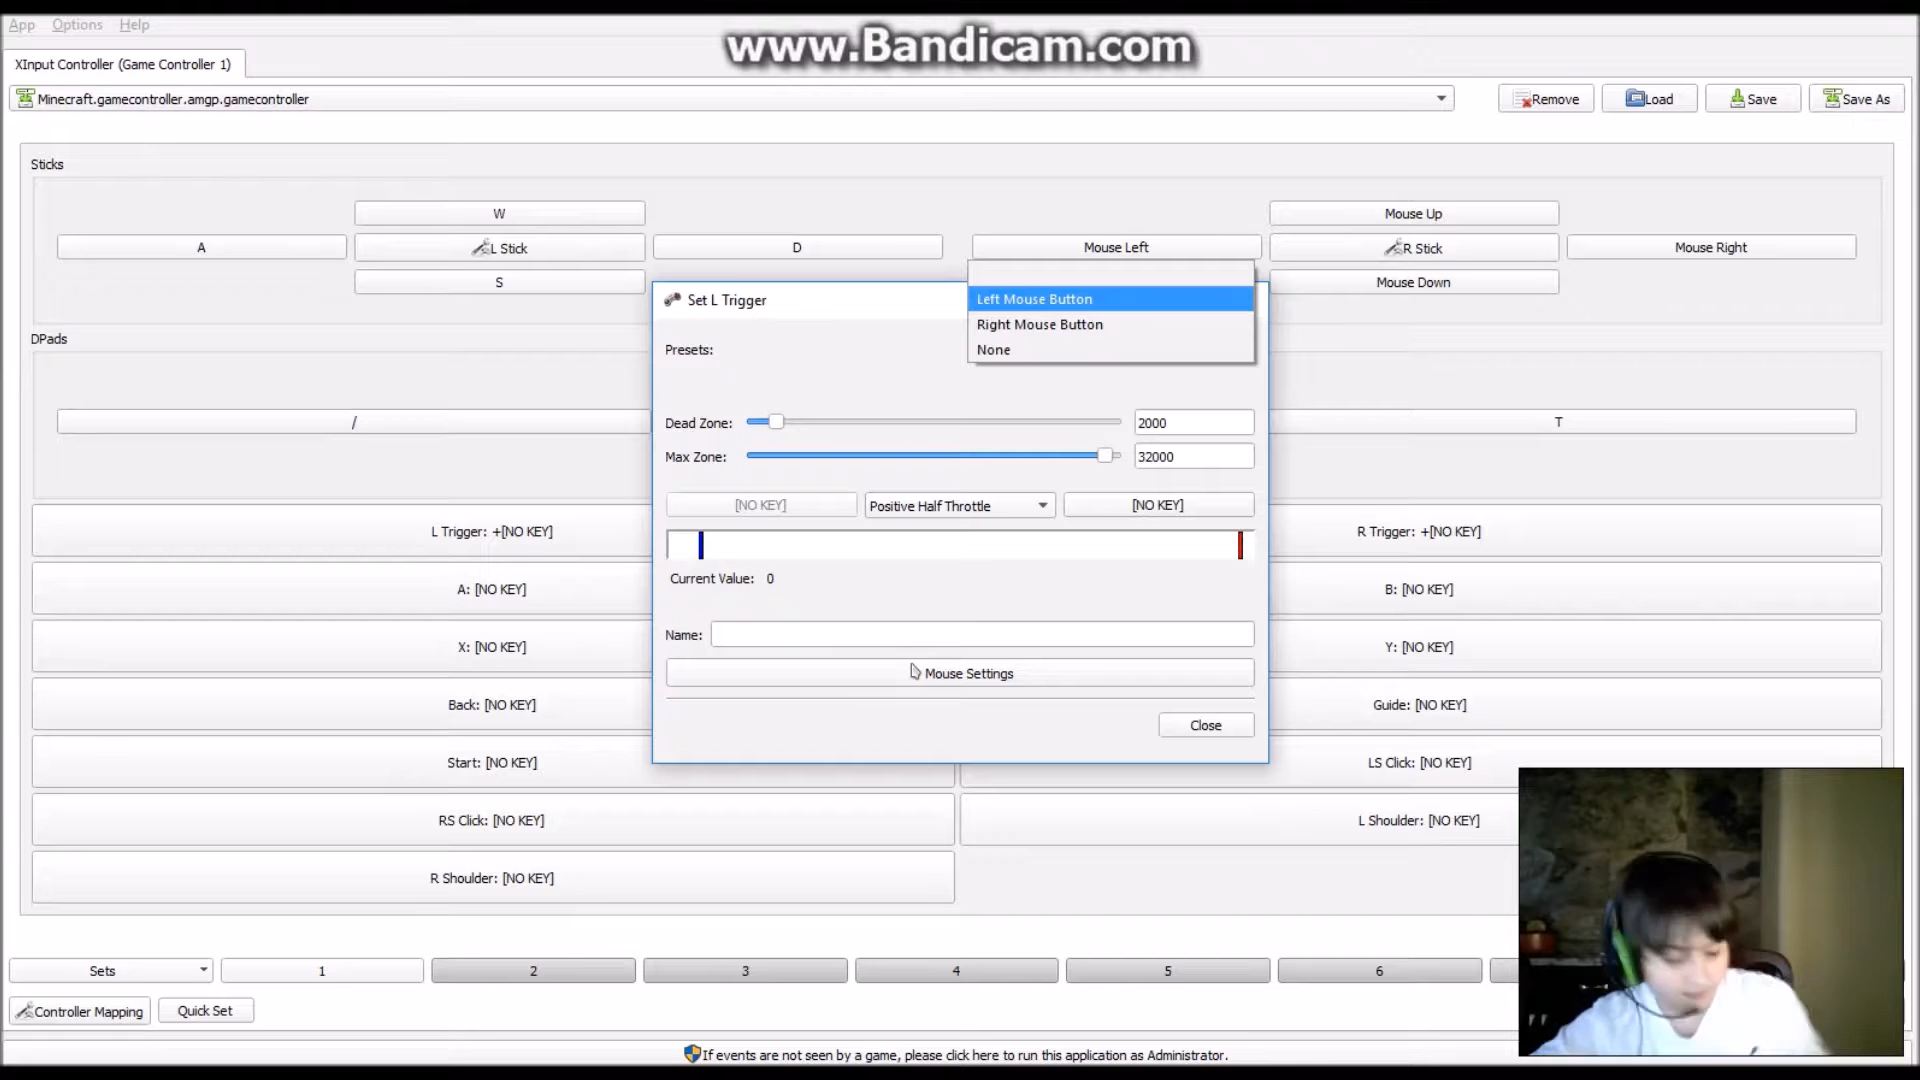 www.Bandicam.com
App Options Help
XInput Controller (Game Controller 1)
Minecraft.gamecontroller.amgp.gamecontroller
Remove
Load
Save
Save As
Sticks
W
Mouse Up
A
L Stick
D
Mouse Left
R Stick
Mouse Right
S
Mouse Down
DPads
Set L Trigger
Left Mouse Button
Right Mouse Button
None
Presets:
/
T
Dead Zone:
2000
Max Zone:
32000
[NO KEY]
Positive Half Throttle
[NO KEY]
Current Value: 0
Name:
Mouse Settings
Close
L Trigger: +[NO KEY]
R Trigger: +[NO KEY]
A: [NO KEY]
B: [NO KEY]
X: [NO KEY]
Y: [NO KEY]
Back: [NO KEY]
Guide: [NO KEY]
Start: [NO KEY]
LS Click: [NO KEY]
RS Click: [NO KEY]
L Shoulder: [NO KEY]
R Shoulder: [NO KEY]
Sets
1
2
3
4
5
6
Controller Mapping
Quick Set
If events are not seen by a game, please click here to run this application as Administrator.